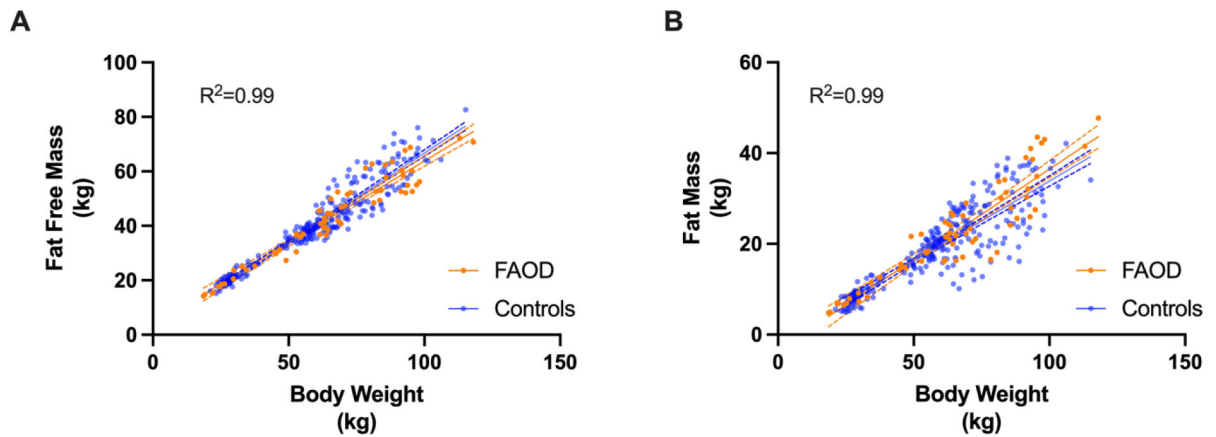 A
R²=0.99
100
80
60
40
20
0
Fat Free Mass
(kg)
FAOD
Controls
0
50
100
150
Body Weight
(kg)
B
R²=0.99
60
40
20
0
Fat Mass
(kg)
FAOD
Controls
0
50
100
150
Body Weight
(kg)